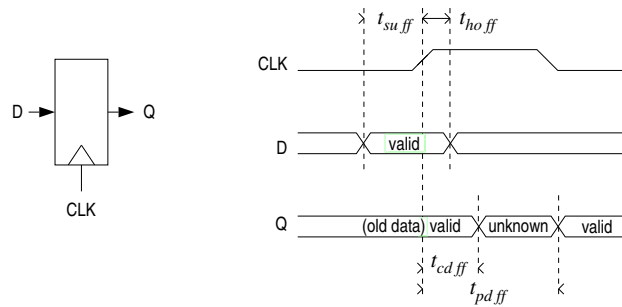 t_su ff
t_ho ff
CLK
D
Q
D
valid
CLK
Q
(old data) valid
unknown
valid
t_cd ff
t_pd ff